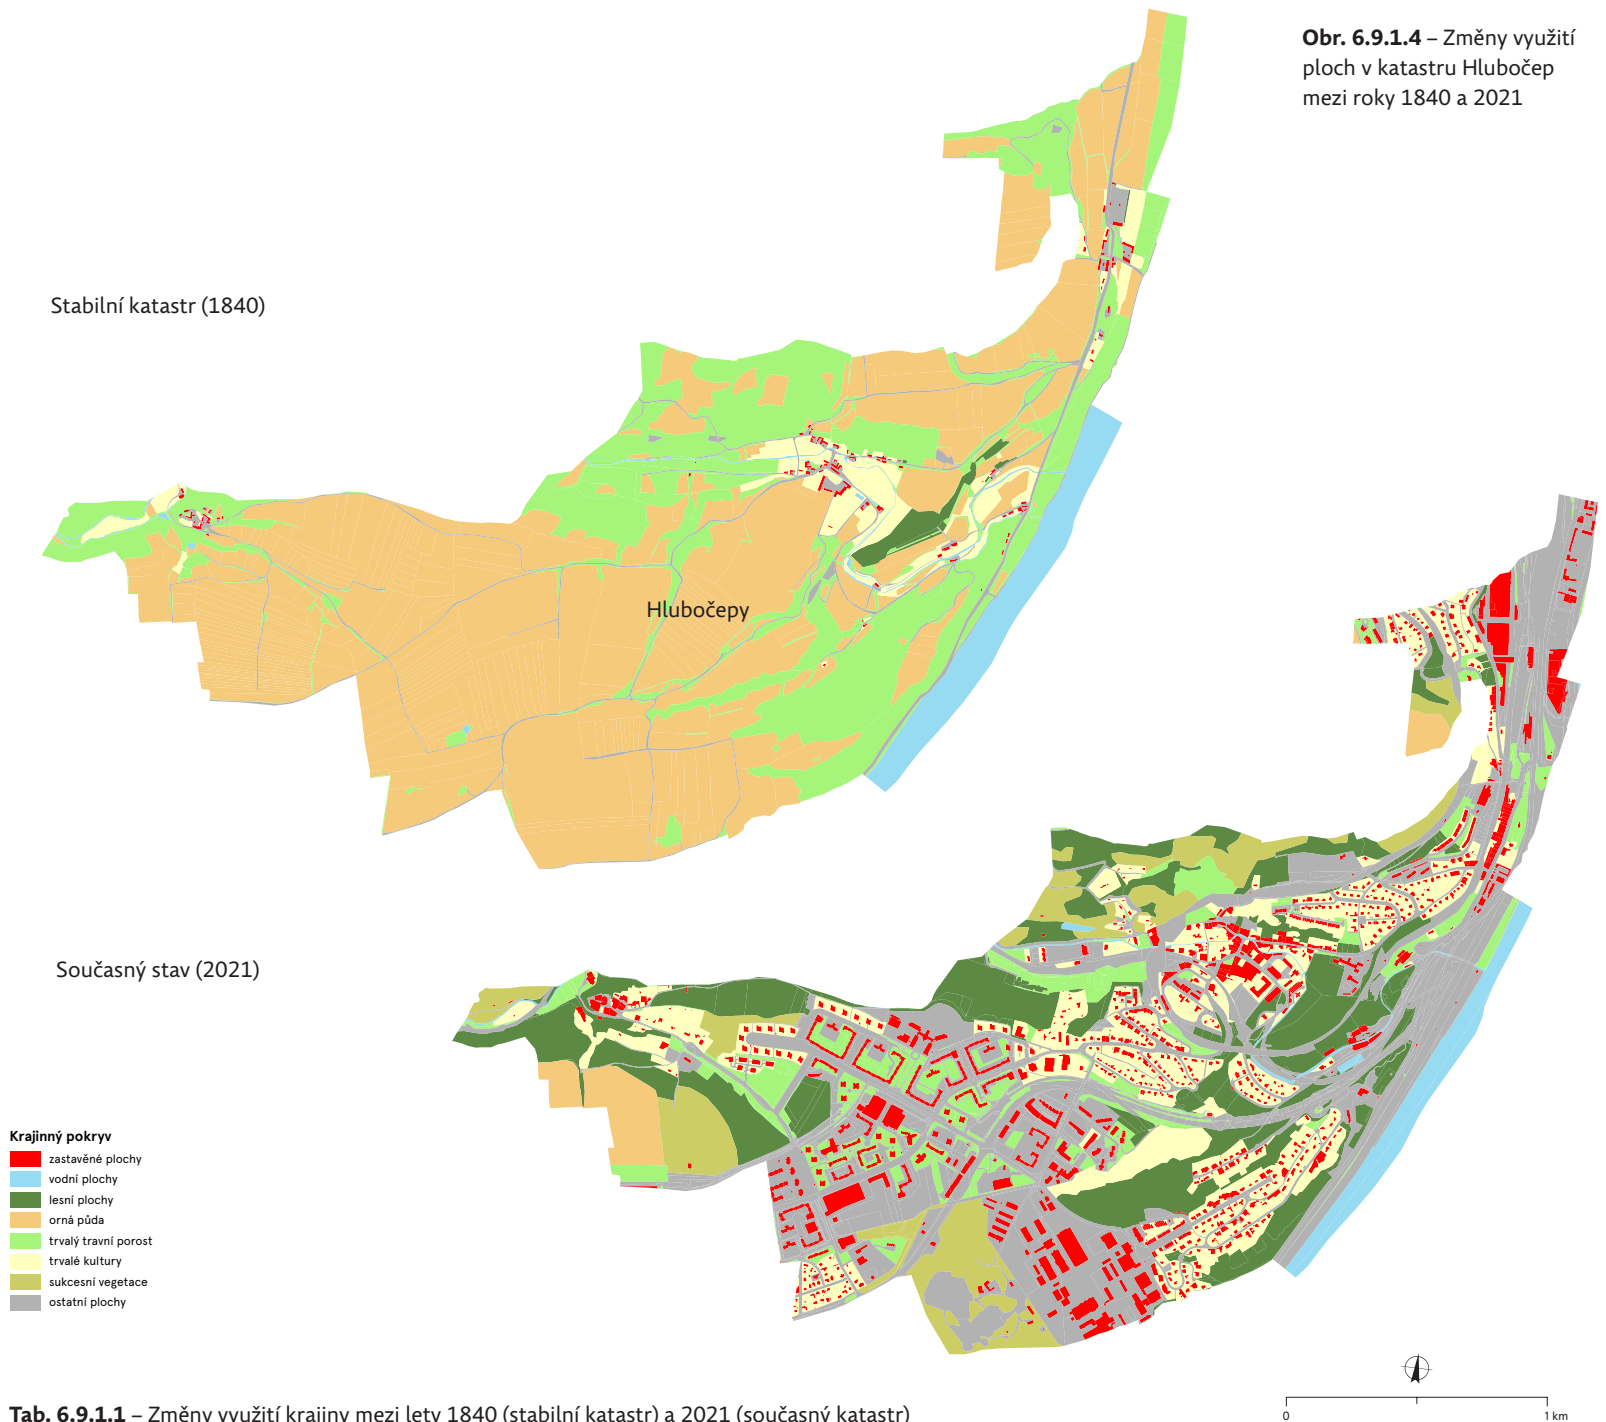 Obr. 6.9.1.4 – Změny využití
ploch v katastru Hlubočep
mezi roky 1840 a 2021
Stabilní katastr (1840)
Hlubočepy
Současný stav (2021)
Krajinný pokryv
zastavěné plochy
vodní plochy
lesní plochy
orná půda
trvalý travní porost
trvalé kultury
sukcesní vegetace
ostatní plochy
0 1 km
Tab. 6.9.1.1 – Změny využití krajiny mezi lety 1840 (stabilní katastr) a 2021 (současný katastr)